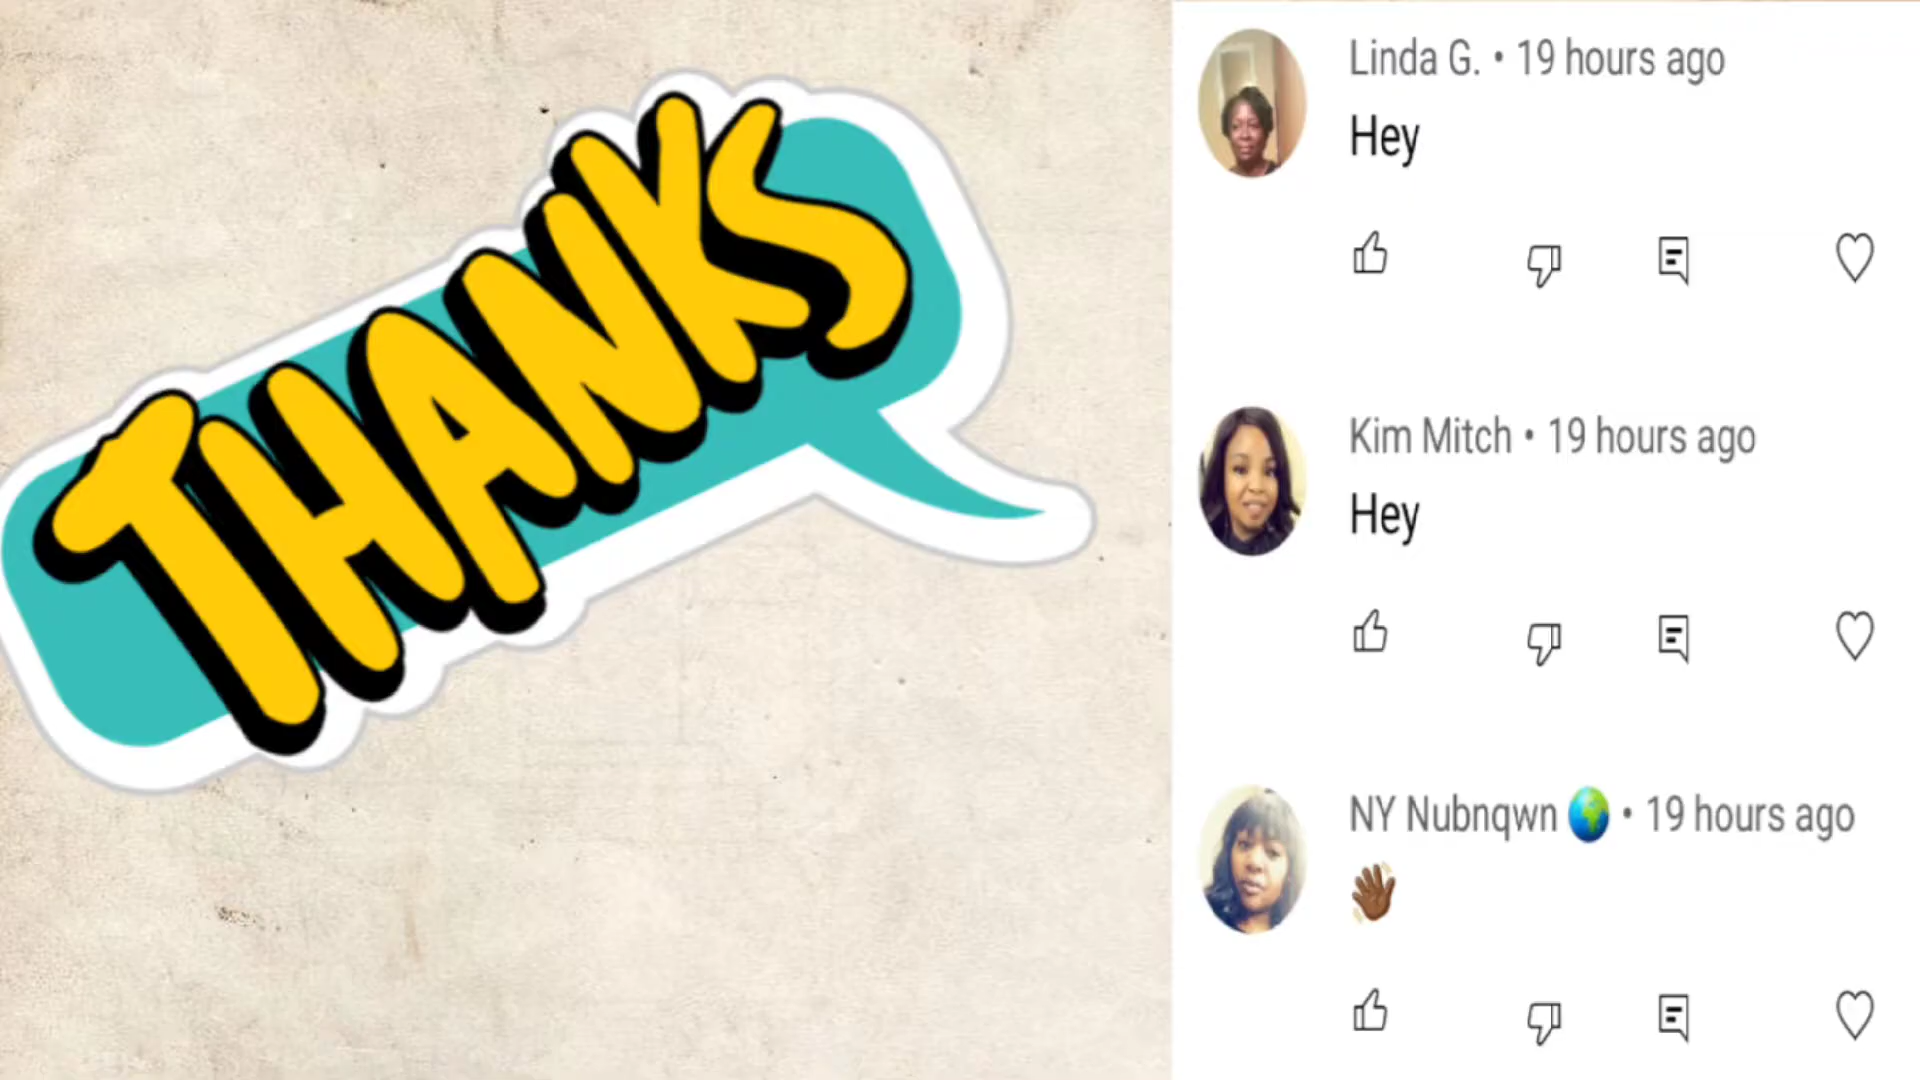 THANKS
Linda G. • 19 hours ago
Hey
Kim Mitch • 19 hours ago
Hey
NY Nubnqwn 🌍 • 19 hours ago
👋🏾